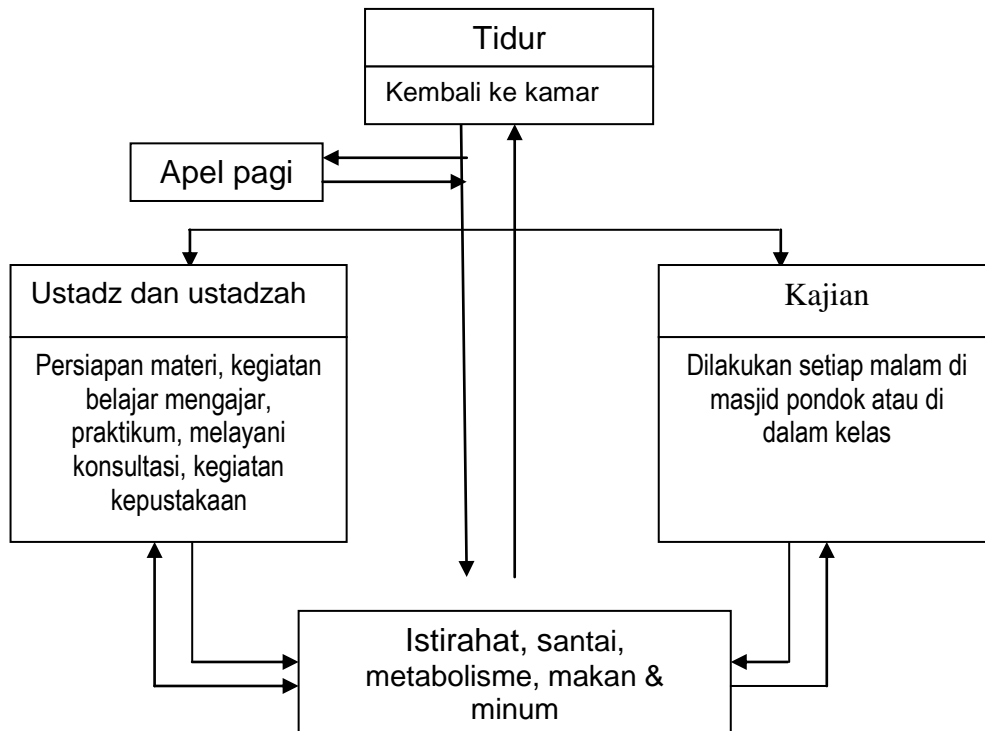 Tidur
Kembali ke kamar
Apel pagi
Ustadz dan ustadzah
Persiapan materi, kegiatan
belajar mengajar,
praktikum, melayani
konsultasi, kegiatan
kepustakaan
Kajian
Dilakukan setiap malam di
masjid pondok atau di
dalam kelas
Istirahat, santai,
metabolisme, makan &
minum